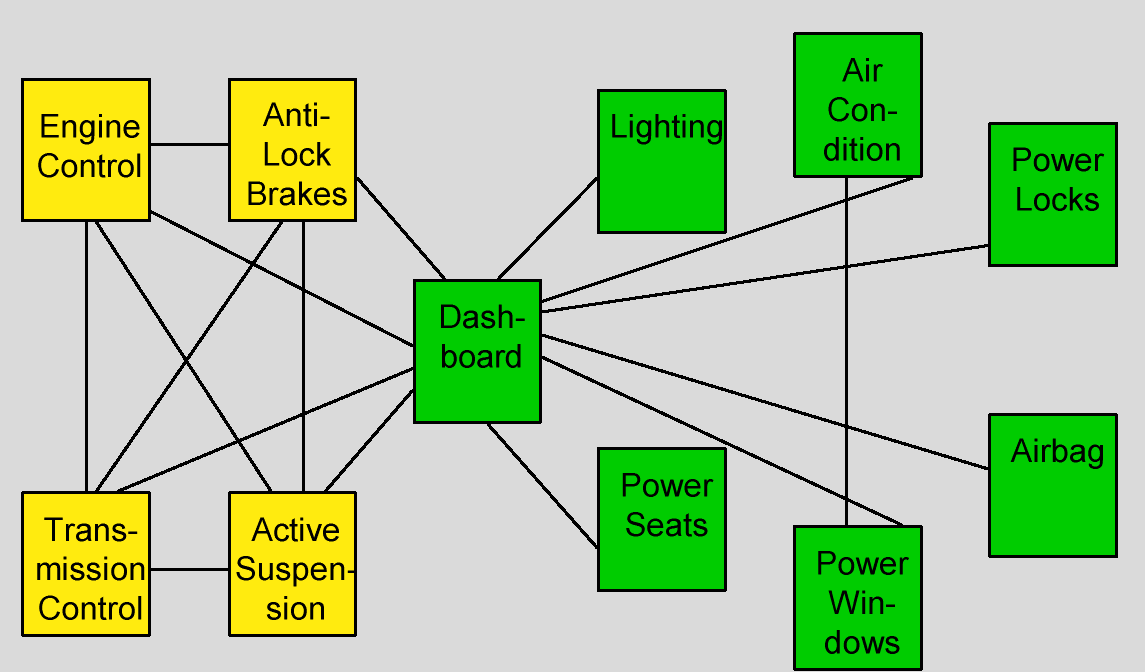 Engine
Control
Anti-
Lock
Brakes
Lighting
Air
Con-
dition
Power
Locks
Dash-
board
Trans-
mission
Control
Active
Suspen-
sion
Power
Seats
Power
Win-
dows
Airbag